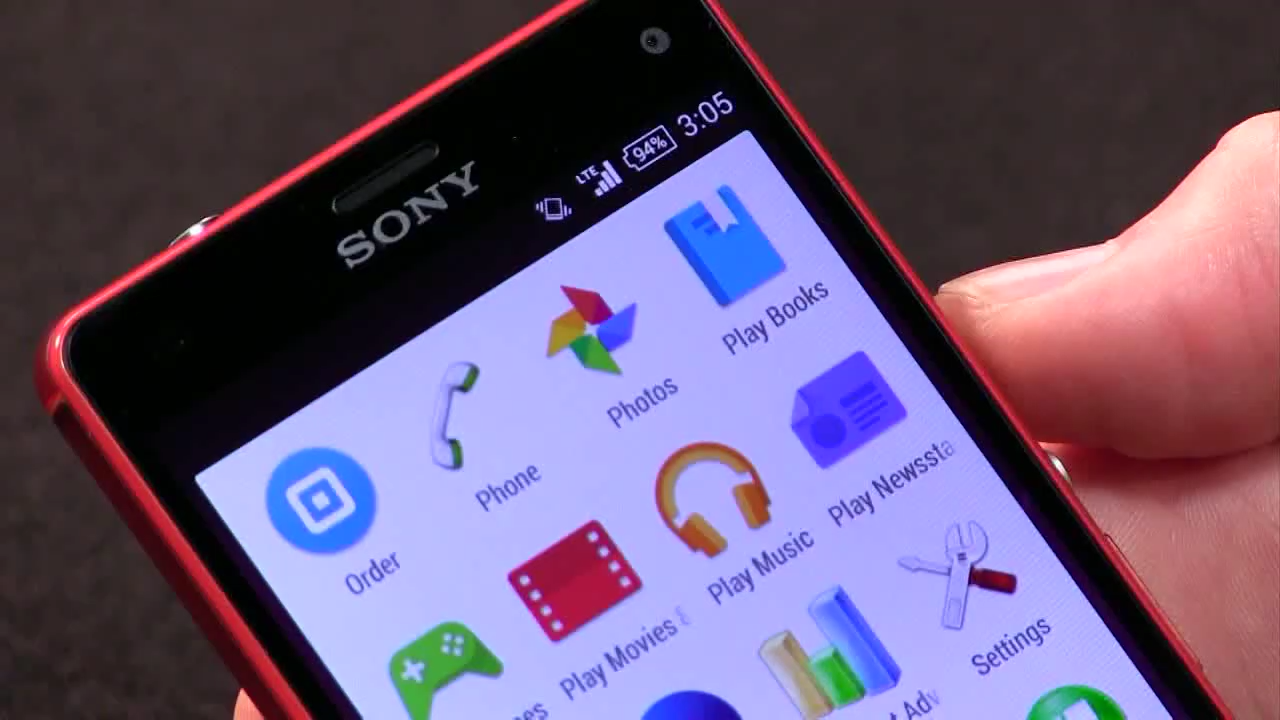 SONY
LTE
94%
3:05
Order
Phone
Photos
Play Books
Play Movies &
Play Music
Play Newssta
Settings